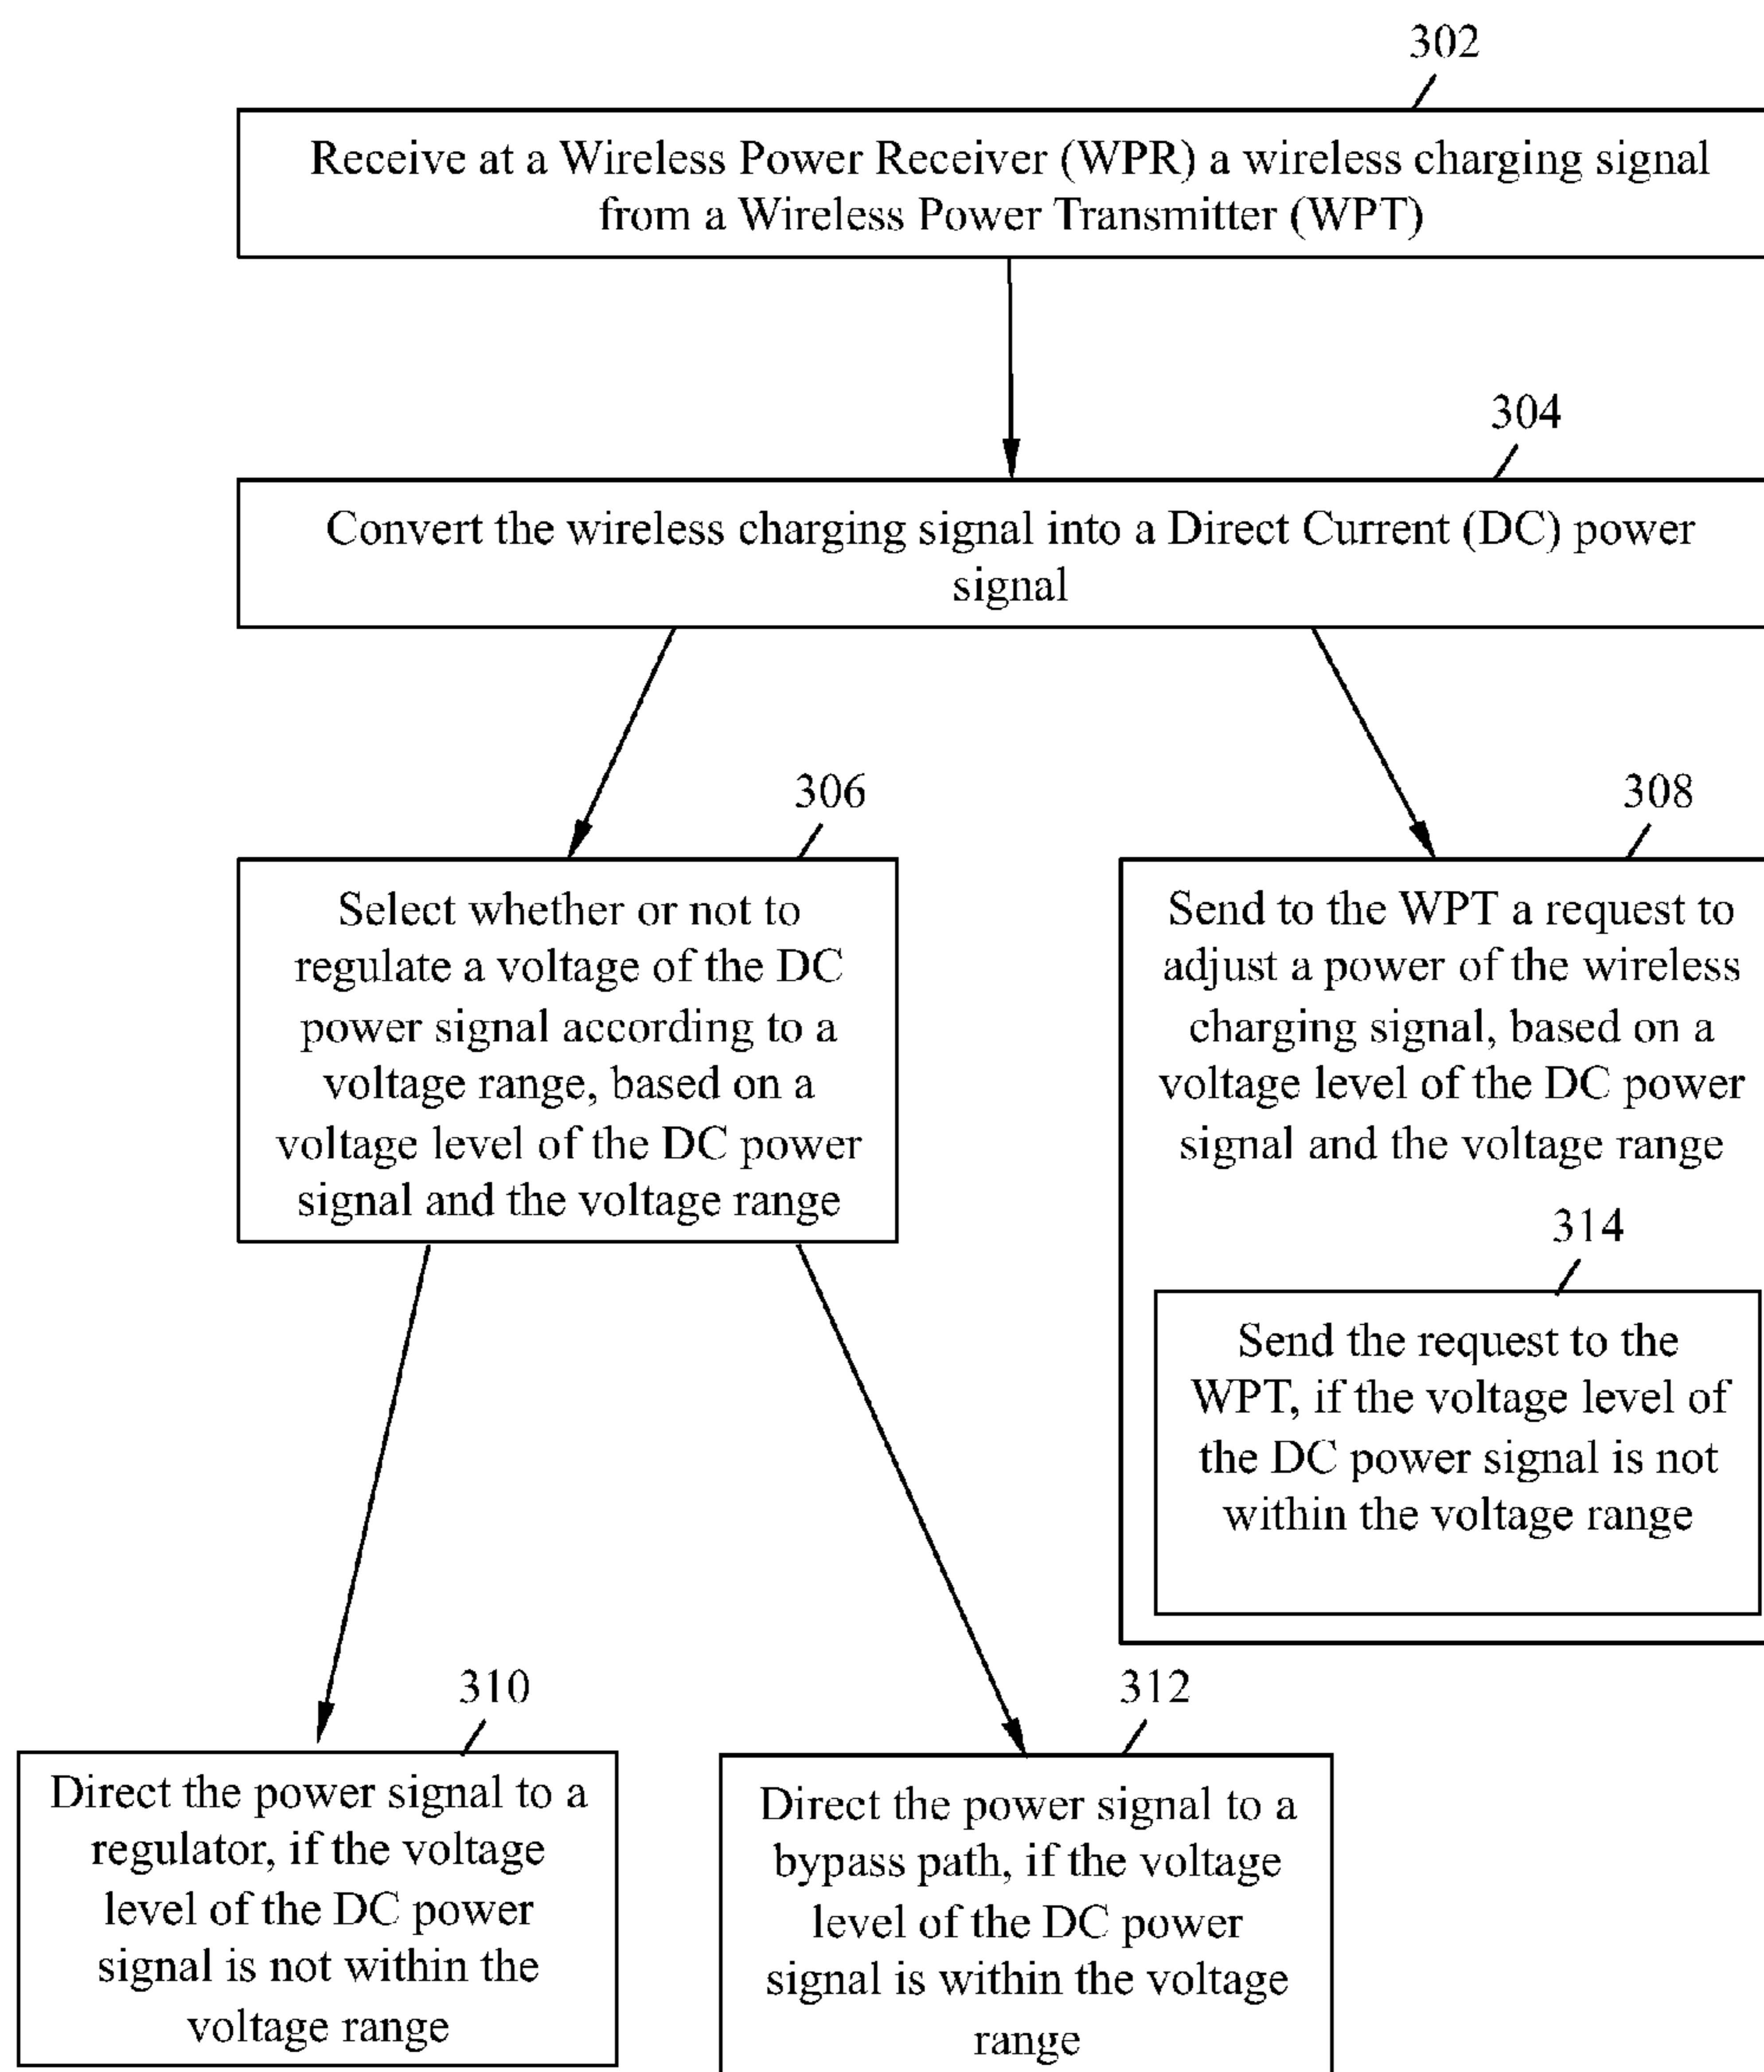 302
Receive at a Wireless Power Receiver (WPR) a wireless charging signal
from a Wireless Power Transmitter (WPT)
304
Convert the wireless charging signal into a Direct Current (DC) power
signal
306
Select whether or not to
regulate a voltage of the DC
power signal according to a
voltage range, based on a
voltage level of the DC power
signal and the voltage range
308
Send to the WPT a request to
adjust a power of the wireless
charging signal, based on a
voltage level of the DC power
signal and the voltage range
314
Send the request to the
WPT, if the voltage level of
the DC power signal is not
within the voltage range
310
Direct the power signal to a
regulator, if the voltage
level of the DC power
signal is not within the
voltage range
312
Direct the power signal to a
bypass path, if the voltage
level of the DC power
signal is within the voltage
range